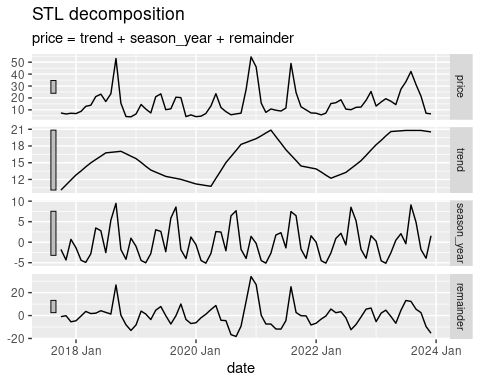 STL decomposition
price = trend + season_year + remainder
50
40
30
20
10
price
21
18
15
12
trend
10
5
0
-5
season_year
20
0
-20
remainder
2018 Jan 2020 Jan 2022 Jan 2024 Jan
date